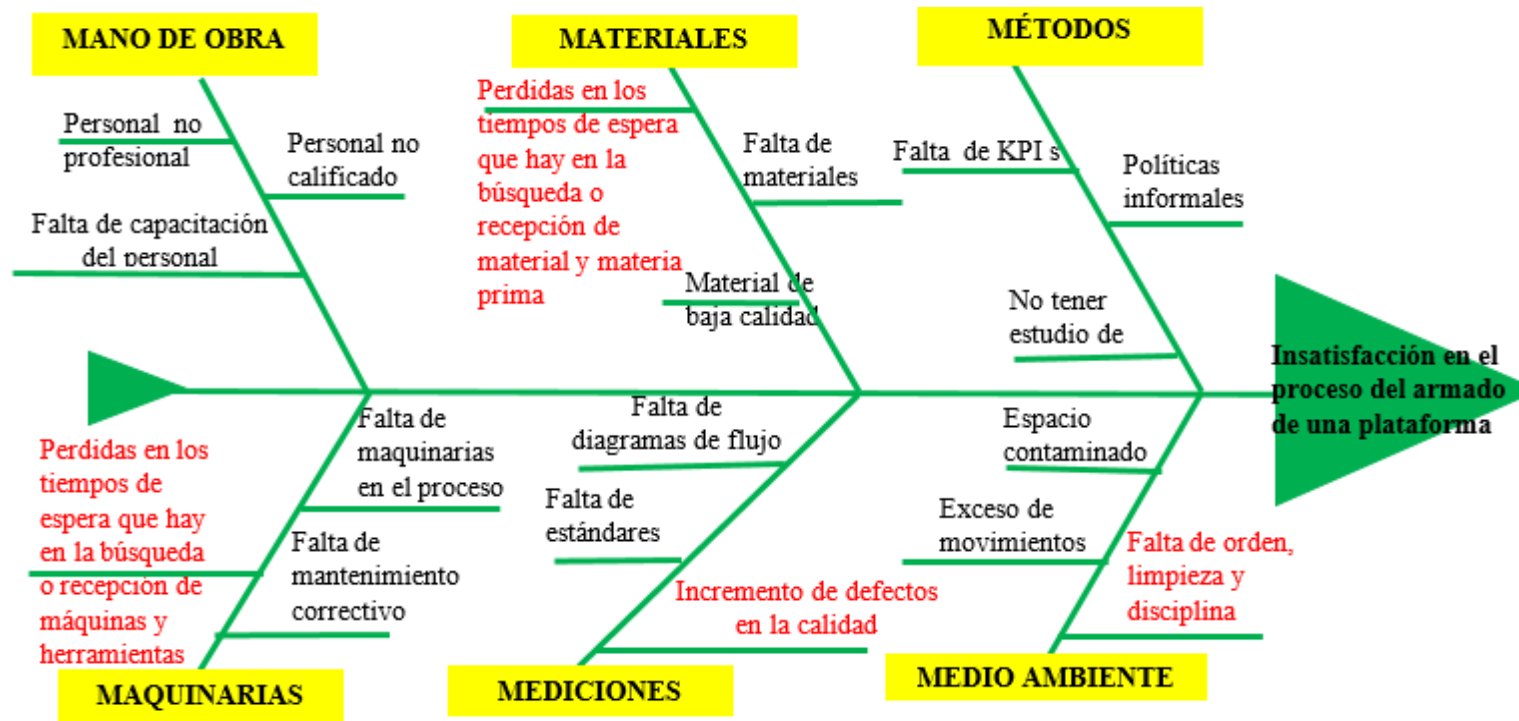 MANO DE OBRA
MATERIALES
MÉTODOS
Personal no
profesional
Personal no
calificado
Falta de capacitación
del personal
Perdidas en los
tiempos de espera
que hay en la
búsqueda o
recepción de
material y materia
prima
Falta de
materiales
Material de
baja calidad
Falta de KPI s
Políticas
informales
No tener
estudio de
Insatisfacción en el
proceso del armado
de una plataforma
Perdidas en los
tiempos de
espera que hay
en la búsqueda
o recepción de
máquinas y
herramientas
Falta de
maquinarias
en el proceso
Falta de
mantenimiento
correctivo
Falta de
diagramas de flujo
Falta de
estándares
Incremento de defectos
en la calidad
Espacio
contaminado
Exceso de
movimientos
Falta de orden,
limpieza y
disciplina
MAQUINARIAS
MEDICIONES
MEDIO AMBIENTE